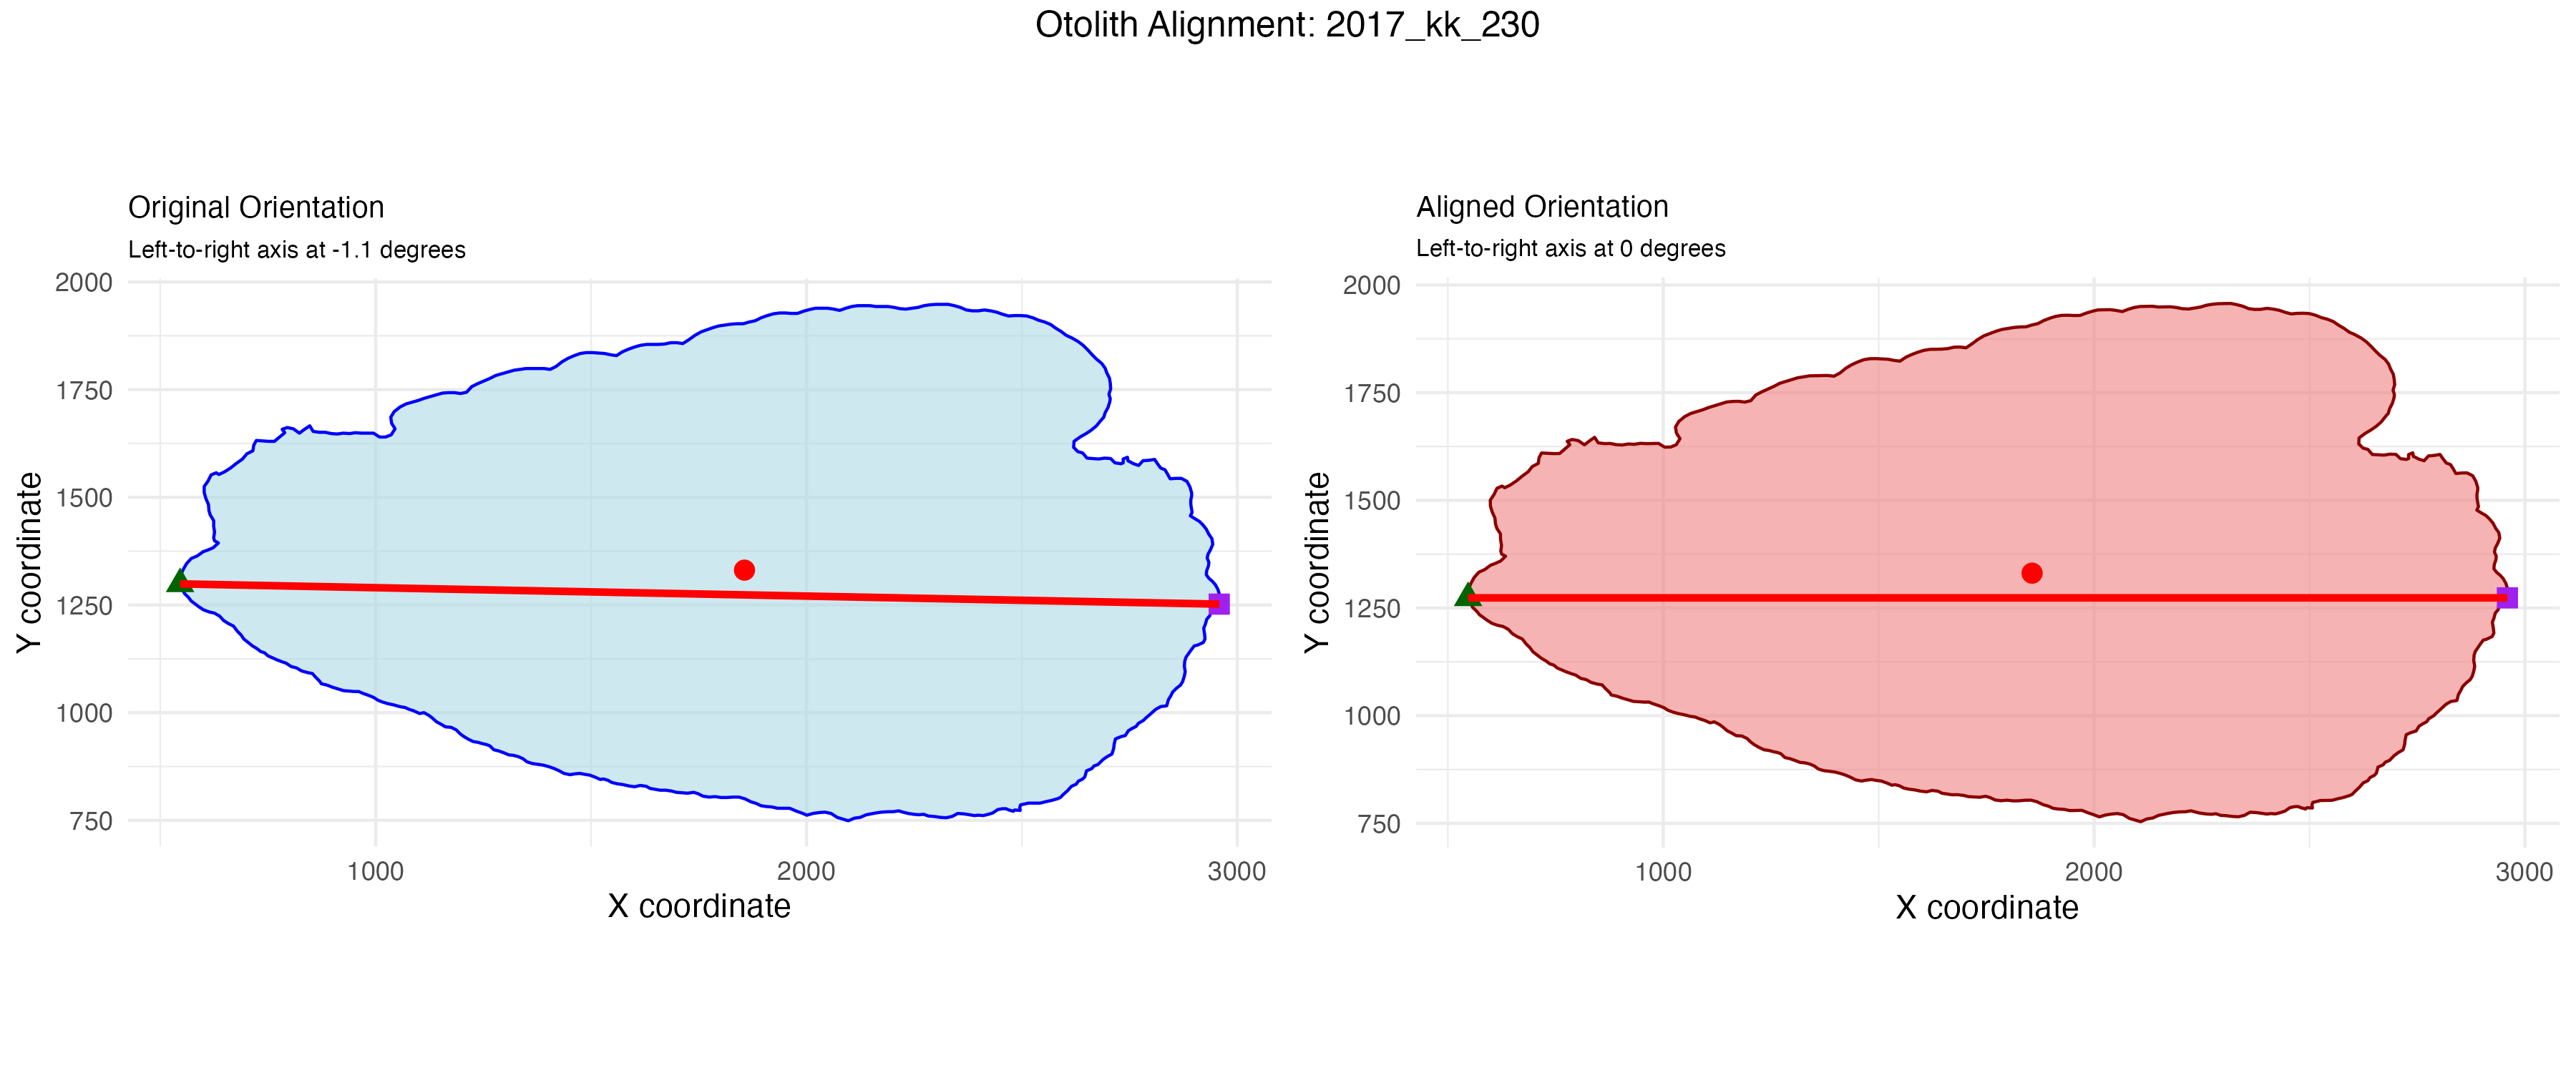 Otolith Alignment: 2017_kk_230
Original Orientation
Left-to-right axis at -1.1 degrees
2000
1750
1500
1250
1000
750
Y coordinate
1000 2000 3000
X coordinate
Aligned Orientation
Left-to-right axis at 0 degrees
2000
1750
1500
1250
1000
750
Y coordinate
1000 2000 3000
X coordinate